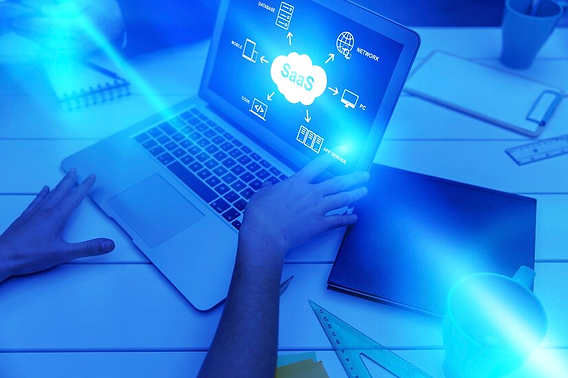 DATABASE
NETWORK
MOBILE
SaaS
PC
CODE
APP SERVER